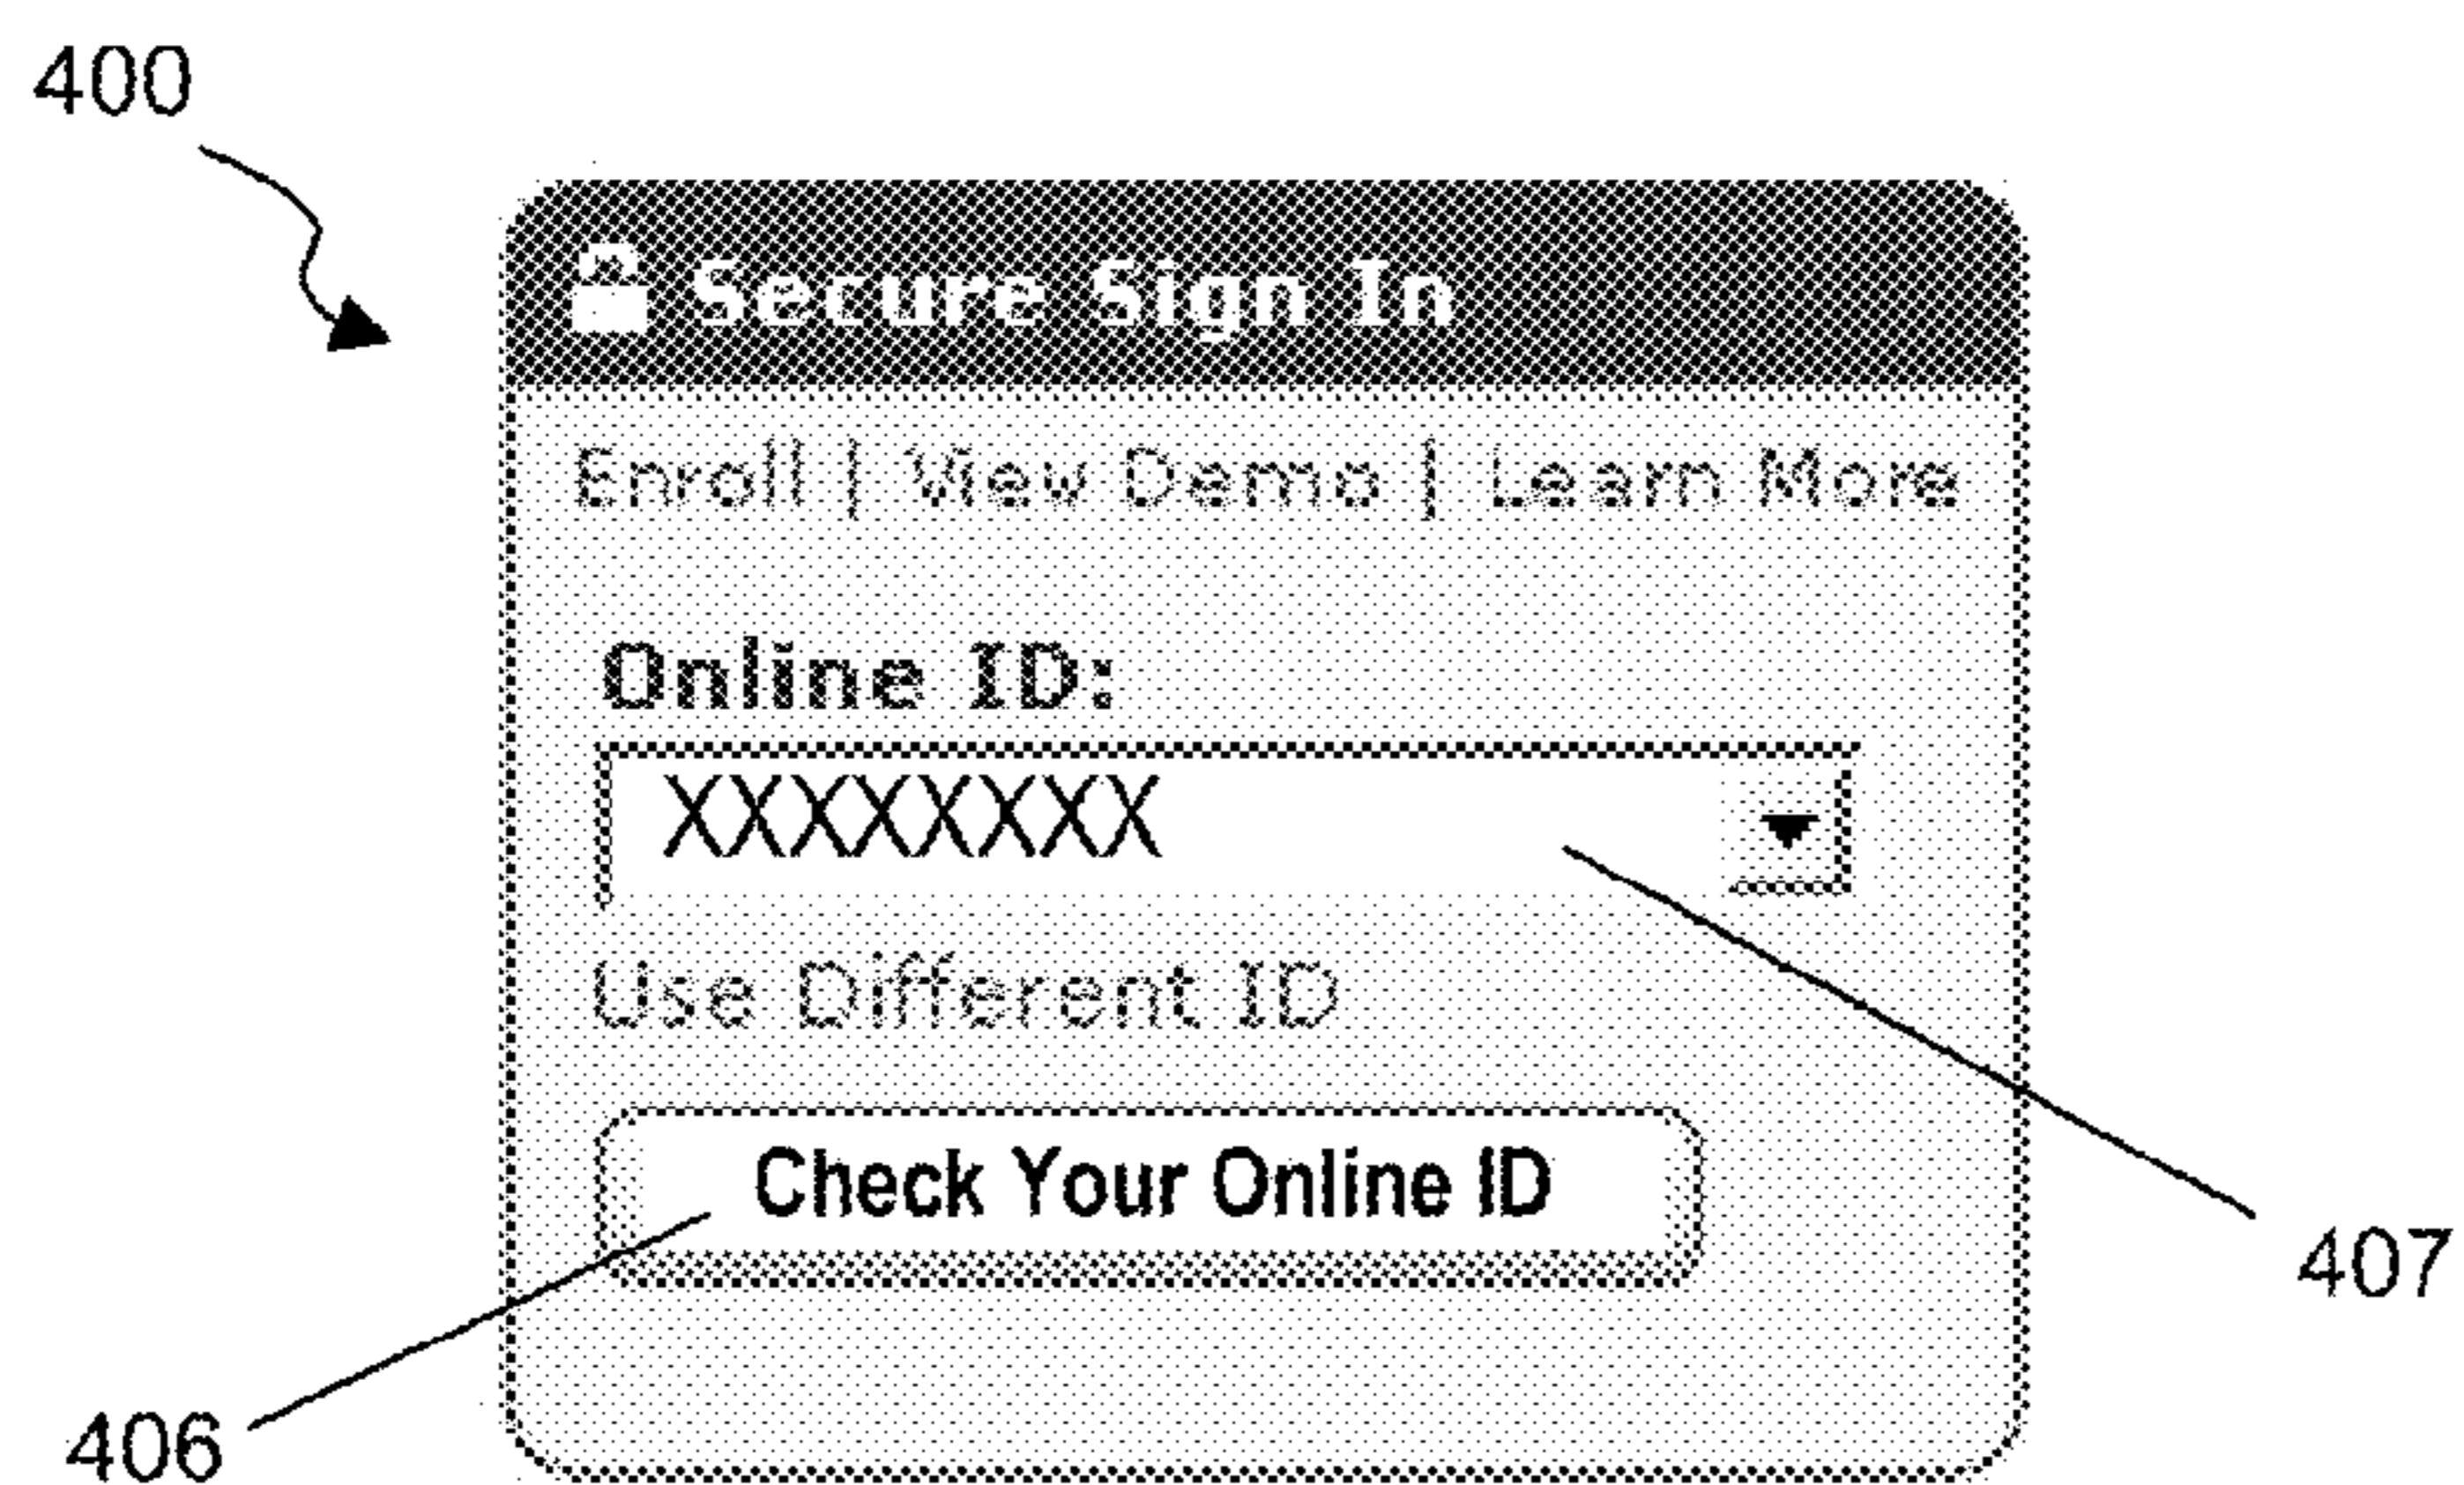 400
Secure Sign In
Enroll | View Demo | Learn More
Online ID:
XXXXXXXX
Use Different ID
Check Your Online ID
407
406